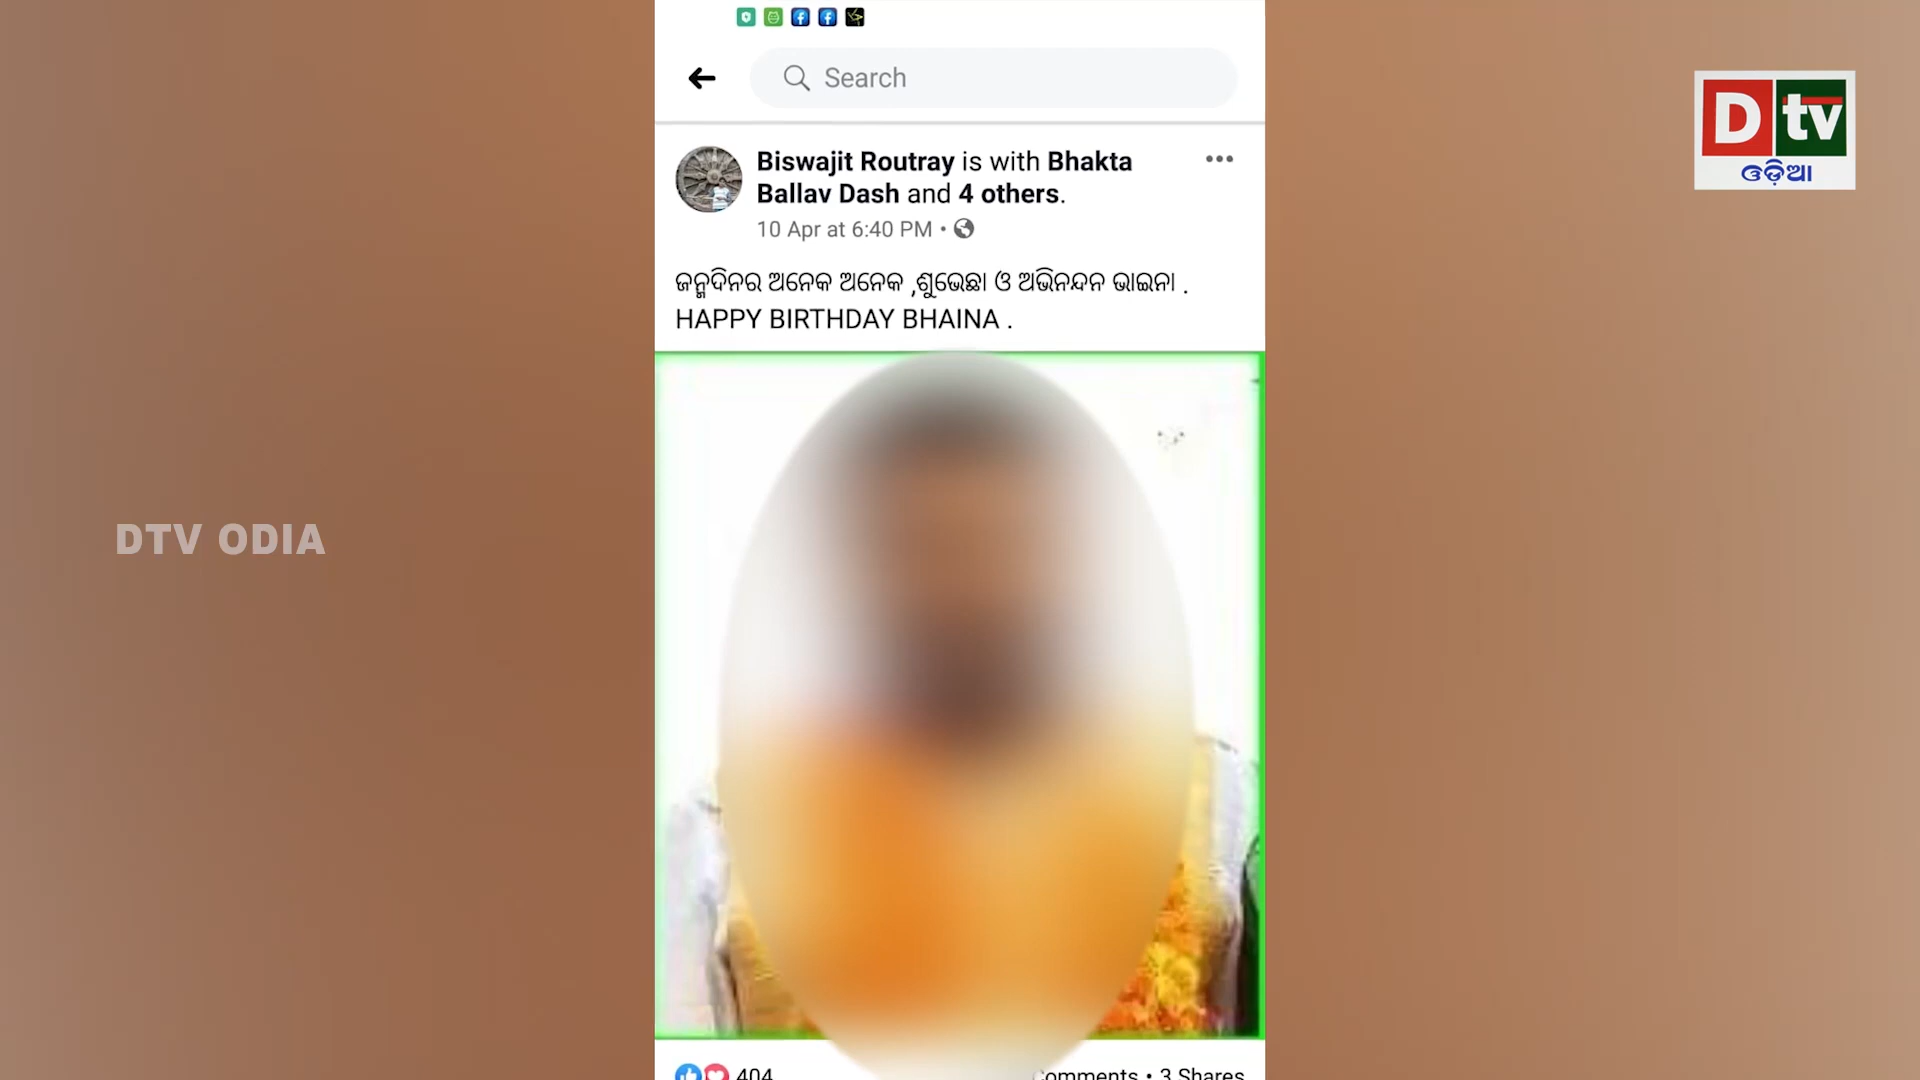 Search
Biswajit Routray is with Bhakta
Ballav Dash and 4 others.
10 Apr at 6:40 PM •
ଜନ୍ମଦିନର ଅନେକ ଅନେକ ,ଶୁଭେଛା ଓ ଅଭିନନ୍ଦନ ଭାଇନା .
HAPPY BIRTHDAY BHAINA .
404
Comments • 3 Shares
DTV ODIA
D tv
ଓଡ଼ିଆ